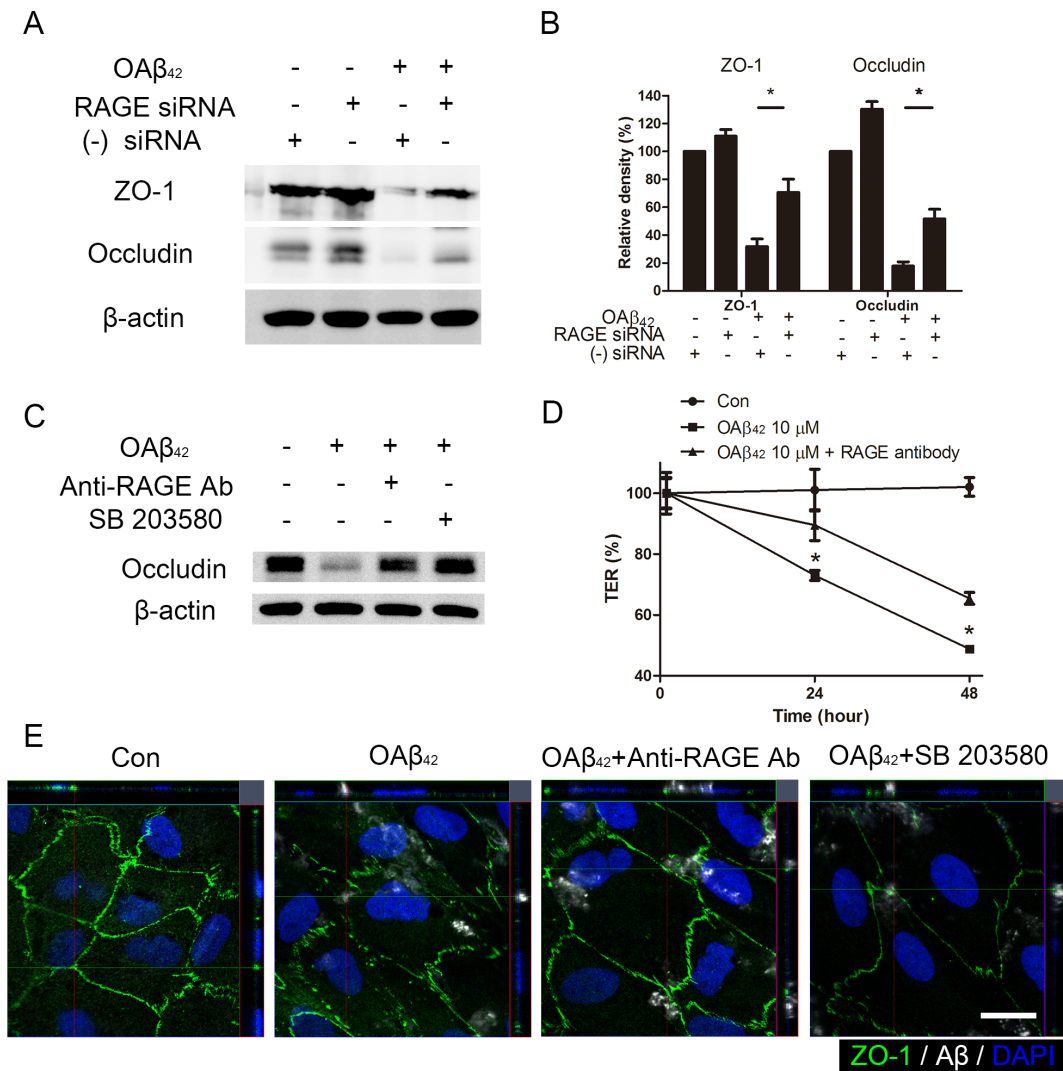 A
OAβ₄₂ - - + +
RAGE siRNA - + - +
(-) siRNA + - + -
ZO-1
Occludin
β-actin
B
ZO-1 Occludin
* *
Relative density (%)
140
120
100
80
60
40
20
0
ZO-1 Occludin
OAβ₄₂ - - + + - - + +
RAGE siRNA - + - + - + - +
(-) siRNA + - + - + - + -
C
OAβ₄₂ - + + +
Anti-RAGE Ab - - + -
SB 203580 - - - +
Occludin
β-actin
D
Con
OAβ₄₂ 10 μM
OAβ₄₂ 10 μM + RAGE antibody
TER (%)
100
80
60
40
* *
0 24 48
Time (hour)
E
Con OAβ₄₂ OAβ₄₂+Anti-RAGE Ab OAβ₄₂+SB 203580
ZO-1 / Aβ / DAPI